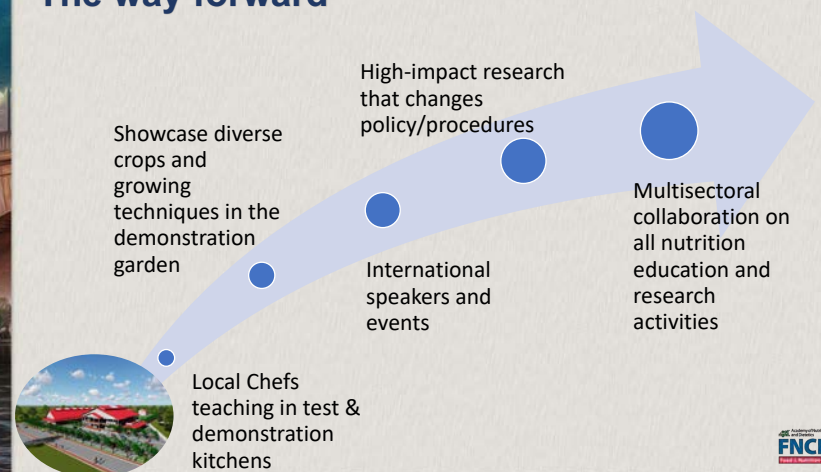 The way forward
High-impact research
that changes
policy/procedures
Showcase diverse
crops and
growing
techniques in the
demonstration
garden
Multisectoral
collaboration on
all nutrition
education and
research
activities
International
speakers and
events
Local Chefs
teaching in test &
demonstration
kitchens